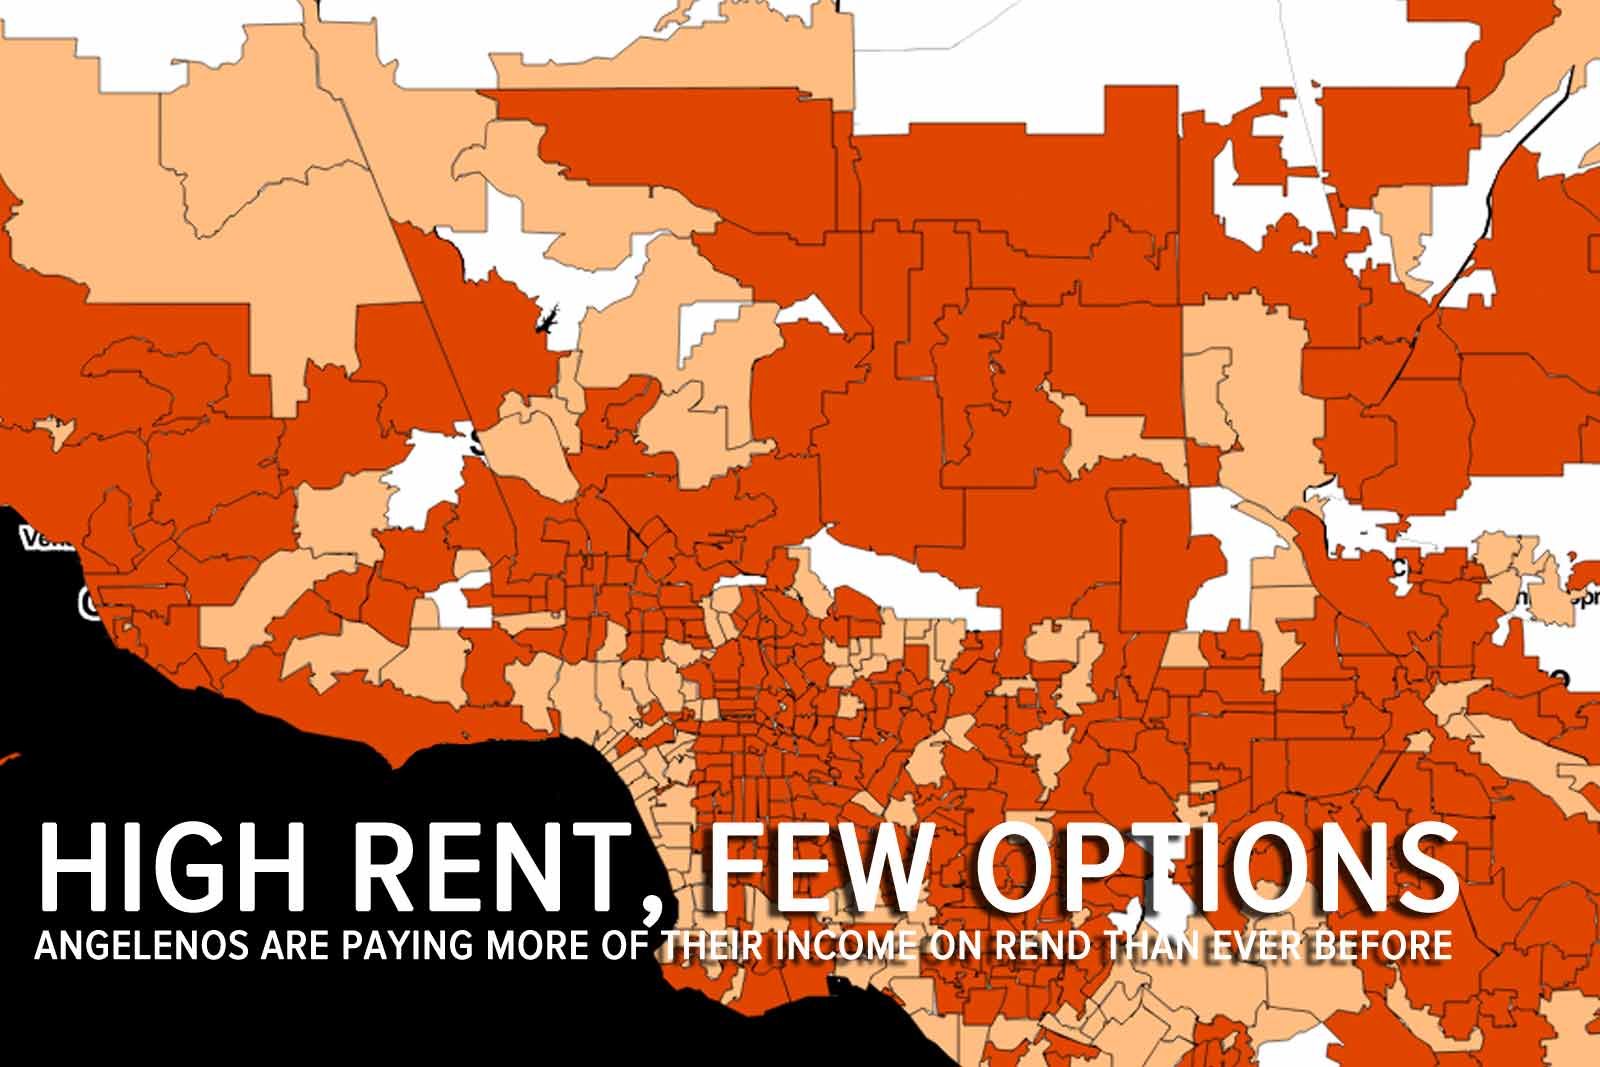 HIGH RENT, FEW OPTIONS
ANGELENOS ARE PAYING MORE OF THEIR INCOME ON REND THAN EVER BEFORE